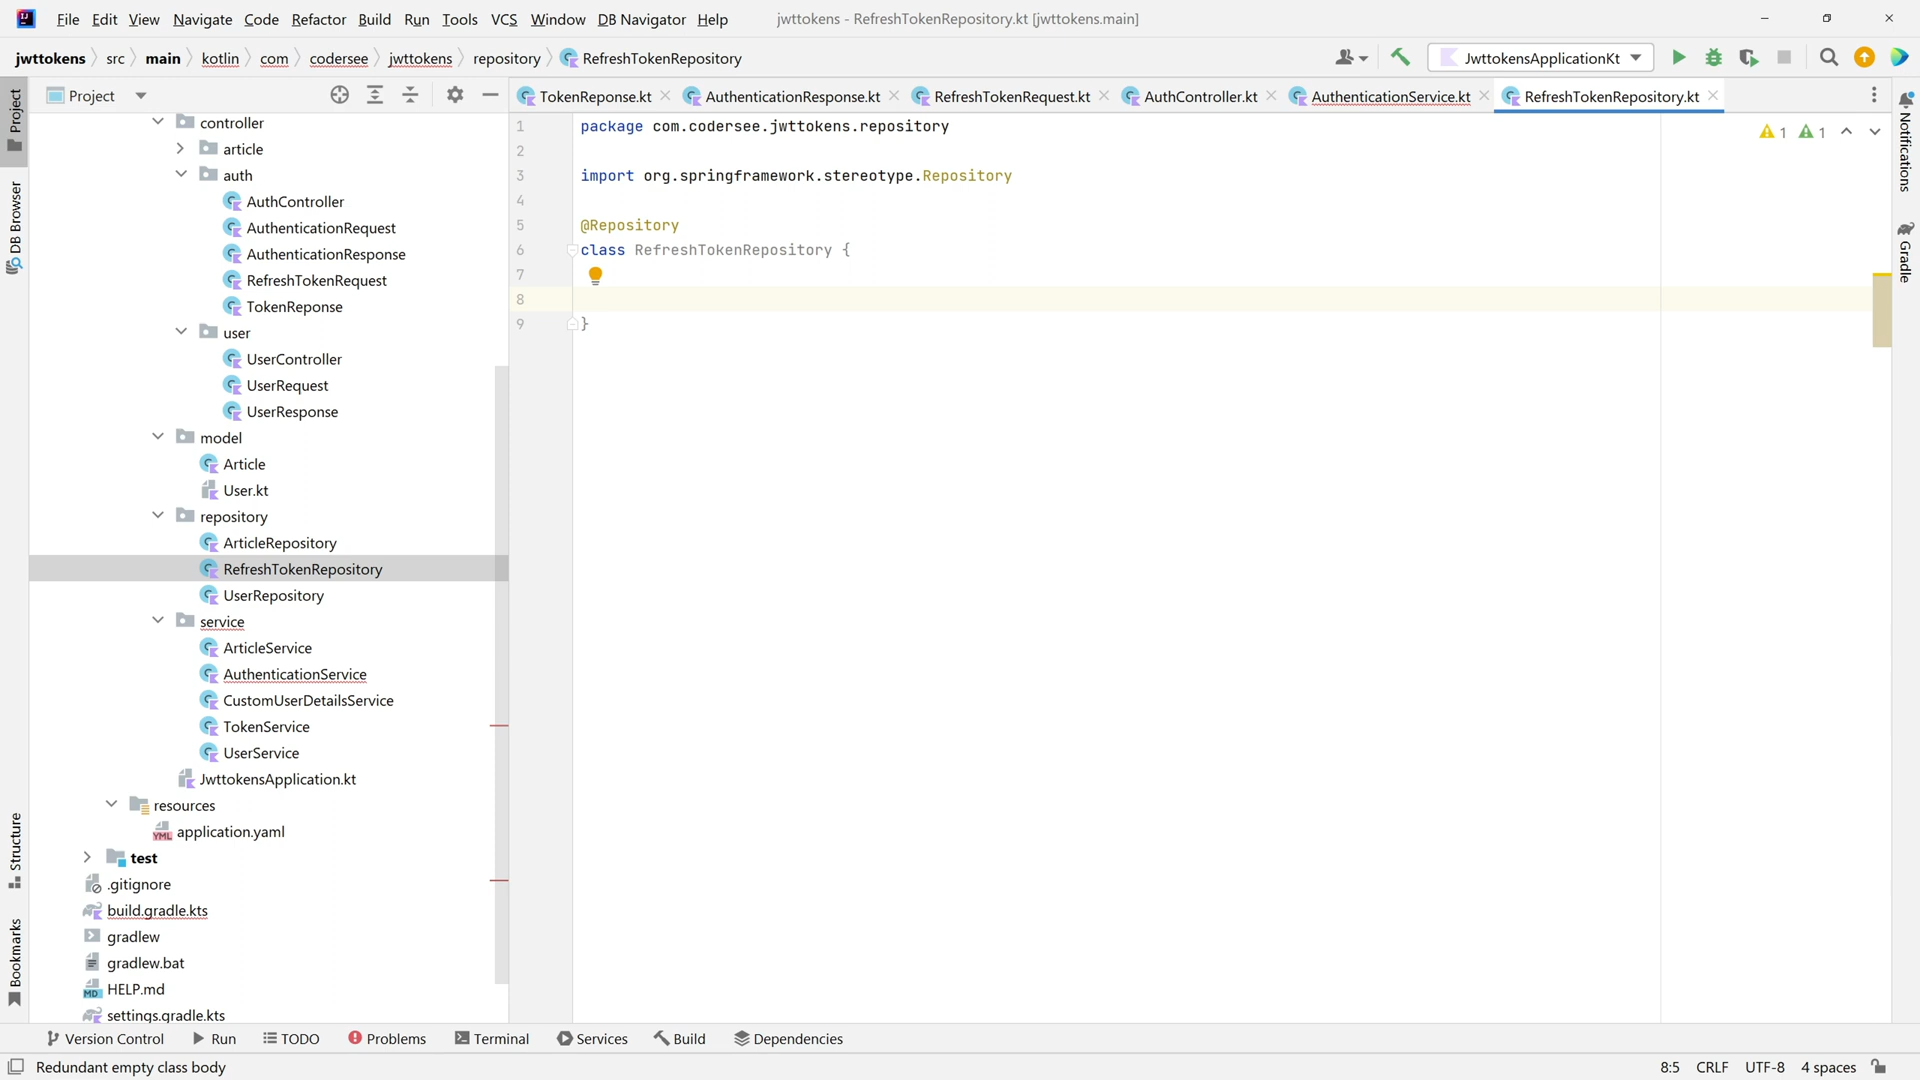 File Edit View Navigate Code Refactor Build Run Tools VCS Window DB Navigator Help jwttokens - RefreshTokenRepository.kt [jwttokens.main]
jwttokens src main kotlin com codersee jwttokens repository RefreshTokenRepository JwttokensApplicationKt
Project
TokenReponse.kt AuthenticationResponse.kt RefreshTokenRequest.kt AuthController.kt AuthenticationService.kt RefreshTokenRepository.kt
Project
DB Browser
Structure
Bookmarks
controller
article
auth
AuthController
AuthenticationRequest
AuthenticationResponse
RefreshTokenRequest
TokenReponse
user
UserController
UserRequest
UserResponse
model
Article
User.kt
repository
ArticleRepository
RefreshTokenRepository
UserRepository
service
ArticleService
AuthenticationService
CustomUserDetailsService
TokenService
UserService
JwttokensApplication.kt
resources
YML application.yaml
test
.gitignore
build.gradle.kts
gradlew
gradlew.bat
MD HELP.md
settings.gradle.kts
1 package com.codersee.jwttokens.repository
2
3 import org.springframework.stereotype.Repository
4
5 @Repository
6 class RefreshTokenRepository {
7
8
9 }
1 1
Notifications
Gradle
Version Control Run TODO Problems Terminal Services Build Dependencies
Redundant empty class body 8:5 CRLF UTF-8 4 spaces